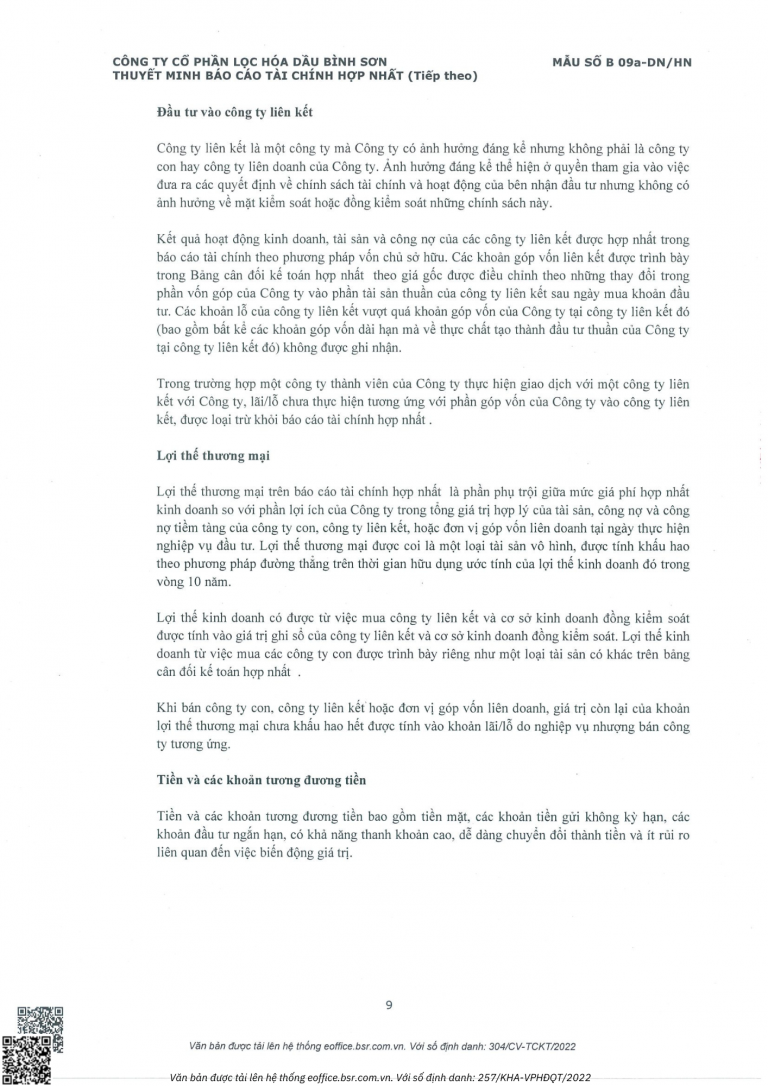 CÔNG TY CỔ PHẦN LỌC HÓA DẦU BÌNH SƠN
MẪU SỐ B 09a-DN/HN
THUYẾT MINH BÁO CÁO TÀI CHÍNH HỢP NHẤT (Tiếp theo)
Đầu tư vào công ty liên kết
Công ty liên kết là một công ty mà Công ty có ảnh hưởng đáng kể nhưng không phải là công ty
con hay công ty liên doanh của Công ty. Ảnh hưởng đáng kể thể hiện ở quyền tham gia vào việc
đưa ra các quyết định về chính sách tài chính và hoạt động của bên nhận đầu tư nhưng không có
ảnh hưởng về mặt kiểm soát hoặc đồng kiểm soát những chính sách này.
Kết quả hoạt động kinh doanh, tài sản và công nợ của các công ty liên kết được hợp nhất trong
báo cáo tài chính theo phương pháp vốn chủ sở hữu. Các khoản góp vốn liên kết được trình bày
trong Bảng cân đối kế toán hợp nhất theo giá gốc được điều chỉnh theo những thay đổi trong
phần vốn góp của Công ty vào phần tài sản thuần của công ty liên kết sau ngày mua khoản đầu
tư. Các khoản lỗ của công ty liên kết vượt quá khoản góp vốn của Công ty tại công ty liên kết đó
(bao gồm bất kể các khoản góp vốn dài hạn mà về thực chất tạo thành đầu tư thuần của Công ty
tại công ty liên kết đó) không được ghi nhận.
Trong trường hợp một công ty thành viên của Công ty thực hiện giao dịch với một công ty liên
kết với Công ty, lãi/lỗ chưa thực hiện tương ứng với phần góp vốn của Công ty vào công ty liên
kết, được loại trừ khỏi báo cáo tài chính hợp nhất .
Lợi thế thương mại
Lợi thế thương mại trên báo cáo tài chính hợp nhất là phần phụ trội giữa mức giá phí hợp nhất
kinh doanh so với phần lợi ích của Công ty trong tổng giá trị hợp lý của tài sản, công nợ và công
nợ tiềm tàng của công ty con, công ty liên kết, hoặc đơn vị góp vốn liên doanh tại ngày thực hiện
nghiệp vụ đầu tư. Lợi thế thương mại được coi là một loại tài sản vô hình, được tính khấu hao
theo phương pháp đường thẳng trên thời gian hữu dụng ước tính của lợi thế kinh doanh đó trong
vòng 10 năm.
Lợi thế kinh doanh có được từ việc mua công ty liên kết và cơ sở kinh doanh đồng kiểm soát
được tính vào giá trị ghi sổ của công ty liên kết và cơ sở kinh doanh đồng kiểm soát. Lợi thế kinh
doanh từ việc mua các công ty con được trình bày riêng như một loại tài sản có khác trên bảng
cân đối kế toán hợp nhất .
Khi bán công ty con, công ty liên kết hoặc đơn vị góp vốn liên doanh, giá trị còn lại của khoản
lợi thế thương mại chưa khấu hao hết được tính vào khoản lãi/lỗ do nghiệp vụ nhượng bán công
ty tương ứng.
Tiền và các khoản tương đương tiền
Tiền và các khoản tương đương tiền bao gồm tiền mặt, các khoản tiền gửi không kỳ hạn, các
khoản đầu tư ngắn hạn, có khả năng thanh khoản cao, dễ dàng chuyển đổi thành tiền và ít rủi ro
liên quan đến việc biến động giá trị.
9
Văn bản được tải lên hệ thống eoffice.bsr.com.vn. Với số định danh: 304/CV-TCKT/2022
Văn bản được tải lên hệ thống eoffice.bsr.com.vn. Với số định danh: 257/KHA-VPHĐQT/2022